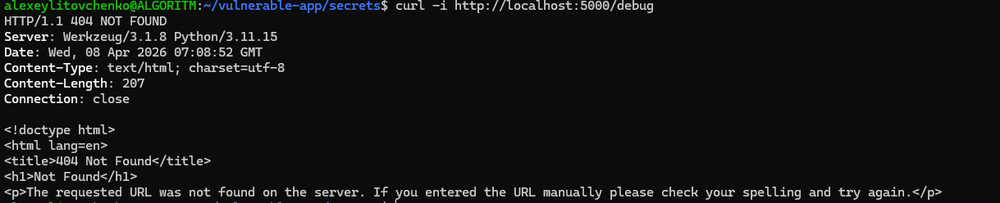 alexeylitovchenko@ALGORITM:~/vulnerable-app/secrets$ curl -i http://localhost:5000/debug
HTTP/1.1 404 NOT FOUND
Server: Werkzeug/3.1.8 Python/3.11.15
Date: Wed, 08 Apr 2026 07:08:52 GMT
Content-Type: text/html; charset=utf-8
Content-Length: 207
Connection: close

<!doctype html>
<html lang=en>
<title>404 Not Found</title>
<h1>Not Found</h1>
<p>The requested URL was not found on the server. If you entered the URL manually please check your spelling and try again.</p>